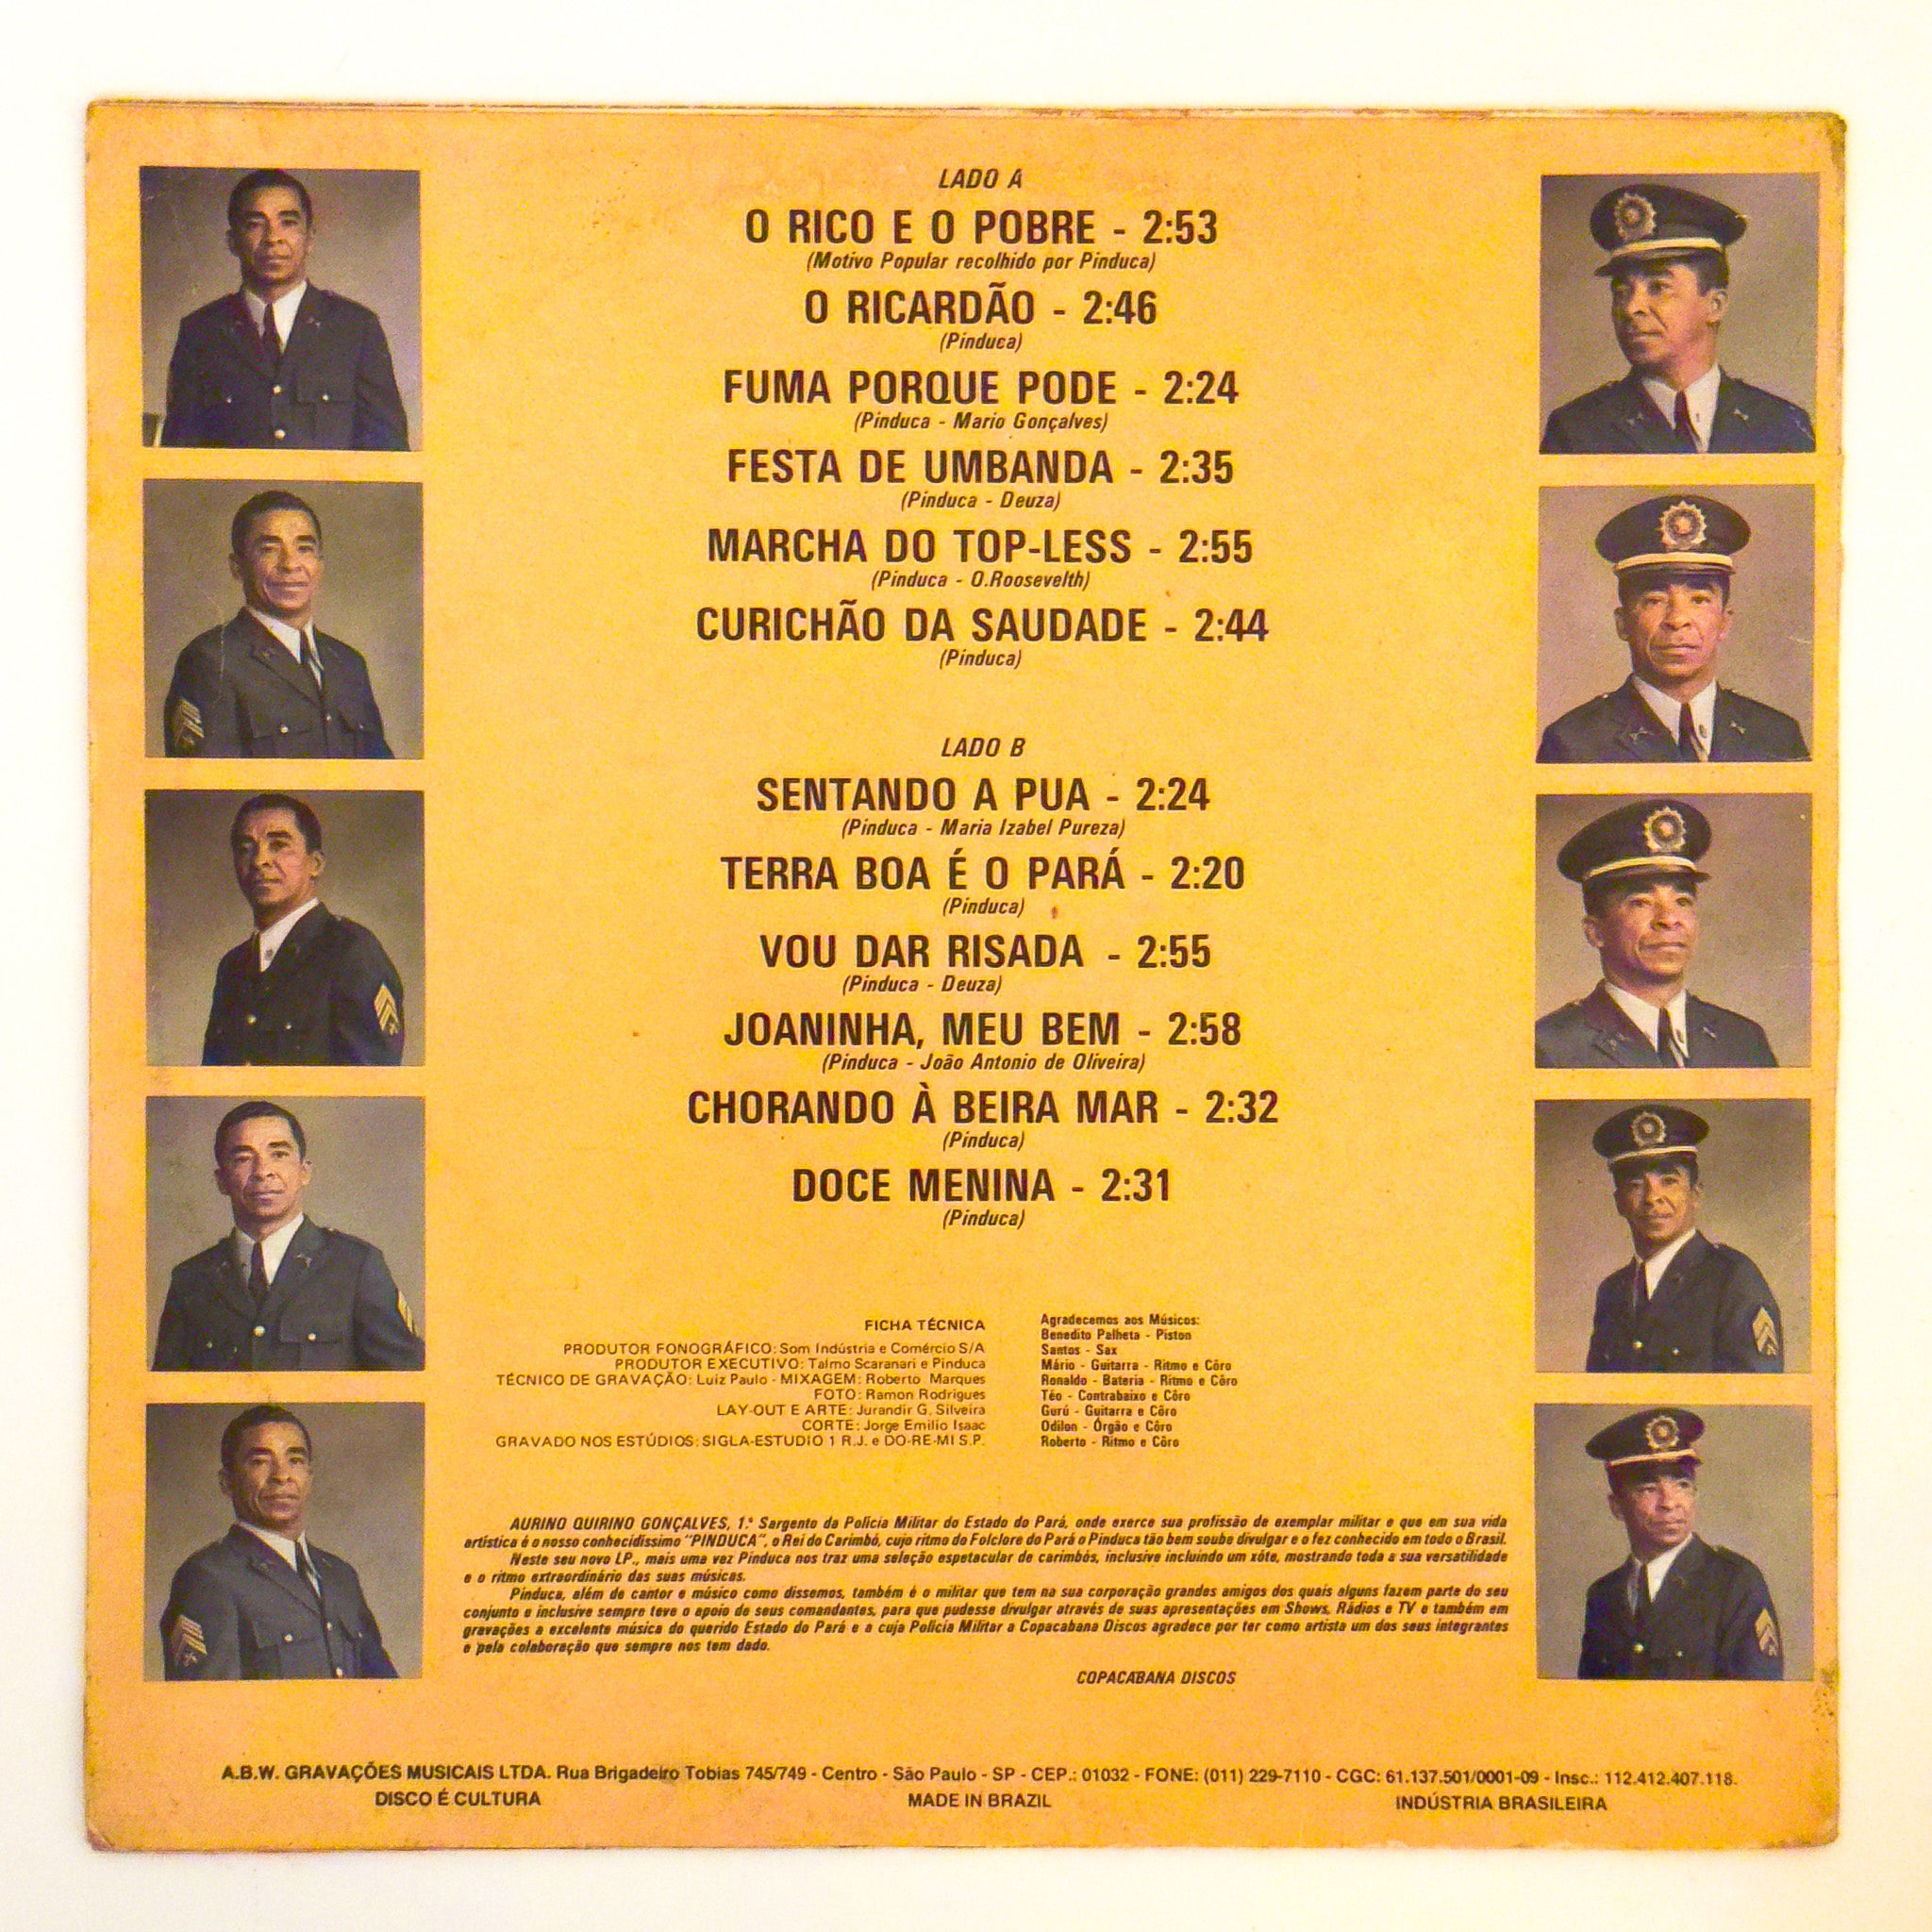 LADO A
O RICO E O POBRE - 2:53
(Motivo Popular recolhido por Pinduca)
O RICARDÃO - 2:46
(Pinduca)
FUMA PORQUE PODE - 2:24
(Pinduca - Mario Gonçalves)
FESTA DE UMBANDA - 2:35
(Pinduca - Deuza)
MARCHA DO TOP-LESS - 2:55
(Pinduca - O.Roosevelth)
CURICHÃO DA SAUDADE - 2:44
(Pinduca)
LADO B
SENTANDO A PUA - 2:24
(Pinduca - Maria Izabel Pureza)
TERRA BOA É O PARÁ - 2:20
(Pinduca)
VOU DAR RISADA - 2:55
(Pinduca - Deuza)
JOANINHA, MEU BEM - 2:58
(Pinduca - João Antonio de Oliveira)
CHORANDO À BEIRA MAR - 2:32
(Pinduca)
DOCE MENINA - 2:31
(Pinduca)
FICHA TÉCNICA
PRODUTOR FONOGRÁFICO: Som Indústria e Comércio S/A
PRODUTOR EXECUTIVO: Talmo Scaranari e Pinduca
TÉCNICO DE GRAVAÇÃO: Luiz Paulo - MIXAGEM: Roberto Marques
FOTO: Ramon Rodrigues
LAY-OUT E ARTE: Jurandir G. Silveira
CORTE: Jorge Emilio Isaac
GRAVADO NOS ESTÚDIOS: SIGLA-ESTUDIO 1 R.J. e DO-RE-MI S.P.
Agradecemos aos Músicos:
Benedito Palheta - Piston
Santos - Sax
Mário - Guitarra - Ritmo e Côro
Ronaldo - Bateria - Ritmo e Côro
Téo - Contrabaixo e Côro
Gurú - Guitarra e Côro
Odilon - Órgão e Côro
Roberto - Ritmo e Côro
AURINO QUIRINO GONÇALVES, 1.º Sargento da Polícia Militar do Estado do Pará, onde exerce sua profissão de exemplar militar e que em sua vida
artística é o nosso conhecidíssimo "PINDUCA", o Rei do Carimbó, cujo ritmo do Folclore do Pará o Pinduca tão bem soube divulgar e o fez conhecido em todo o Brasil.
Neste seu novo LP., mais uma vez Pinduca nos traz uma seleção espetacular de carimbós, inclusive incluindo um xóte, mostrando toda a sua versatilidade
e o ritmo extraordinário das suas músicas.
Pinduca, além de cantor e músico como dissemos, também é o militar que tem na sua corporação grandes amigos dos quais alguns fazem parte do seu
conjunto e inclusive sempre teve o apoio de seus comandantes, para que pudesse divulgar através de suas apresentações em Shows, Rádios e TV e também em
gravações a excelente música do querido Estado do Pará e a cuja Polícia Militar a Copacabana Discos agradece por ter como artista um dos seus integrantes
e pela colaboração que sempre nos tem dado.
COPACABANA DISCOS
A.B.W. GRAVAÇÕES MUSICAIS LTDA. Rua Brigadeiro Tobias 745/749 - Centro - São Paulo - SP - CEP.: 01032 - FONE: (011) 229-7110 - CGC: 61.137.501/0001-09 - Insc.: 112.412.407.118.
DISCO É CULTURA MADE IN BRAZIL INDÚSTRIA BRASILEIRA